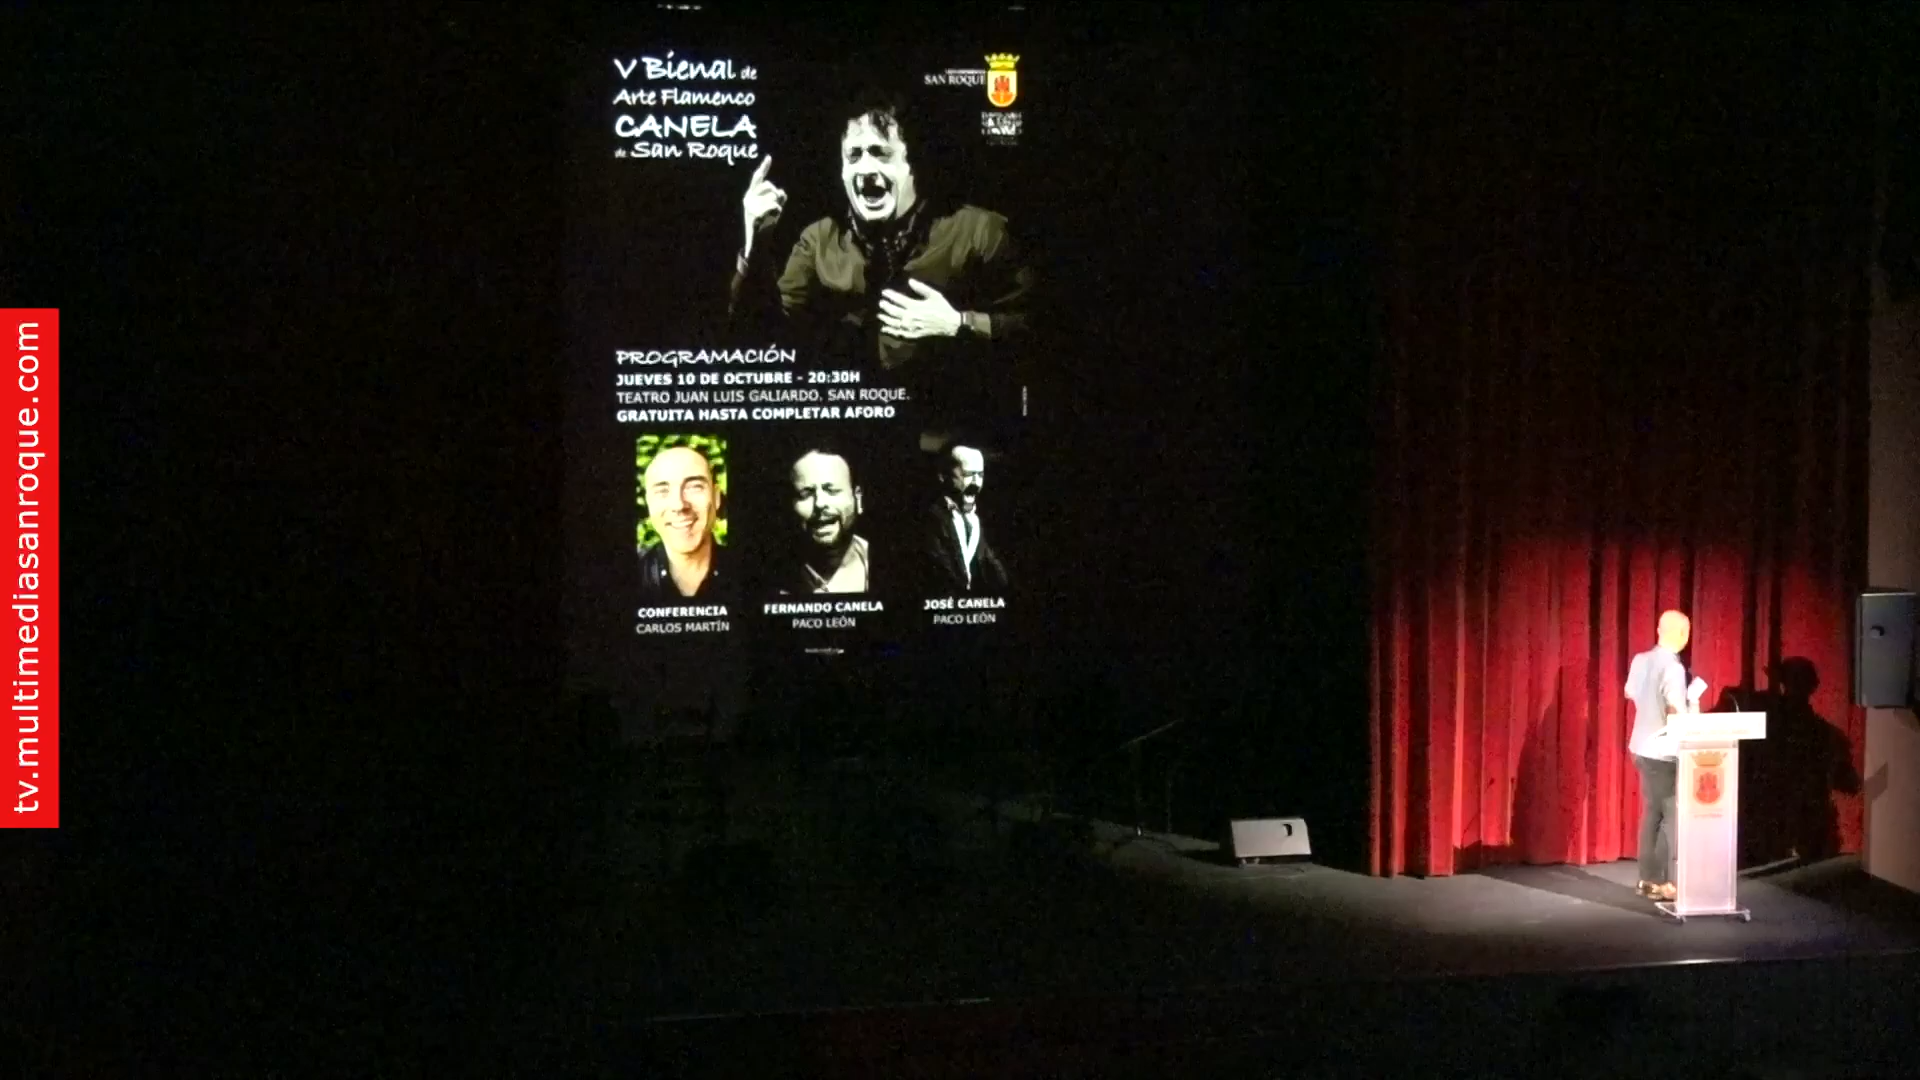 V Bienal de
Arte Flamenco
CANELA
de San Roque
SAN ROQUE
PROGRAMACIÓN
JUEVES 10 DE OCTUBRE - 20:30H
TEATRO JUAN LUIS GALIARDO. SAN ROQUE.
GRATUITA HASTA COMPLETAR AFORO
CONFERENCIA
CARLOS MARTÍN
FERNANDO CANELA
PACO LEÓN
JOSÉ CANELA
PACO LEÓN
tv.multimediasanroque.com